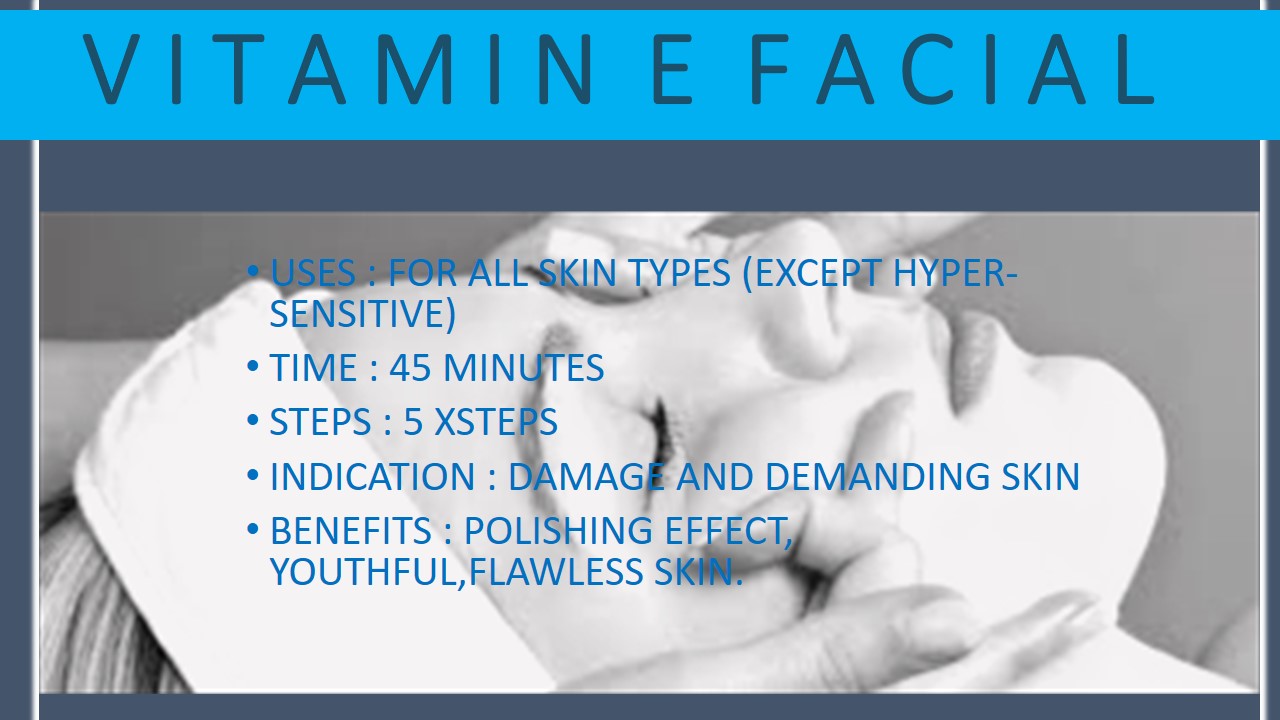 VITAMIN E FACIAL
• USES : FOR ALL SKIN TYPES (EXCEPT HYPER-
SENSITIVE)
• TIME : 45 MINUTES
• STEPS : 5 XSTEPS
• INDICATION : DAMAGE AND DEMANDING SKIN
• BENEFITS : POLISHING EFFECT,
YOUTHFUL,FLAWLESS SKIN.